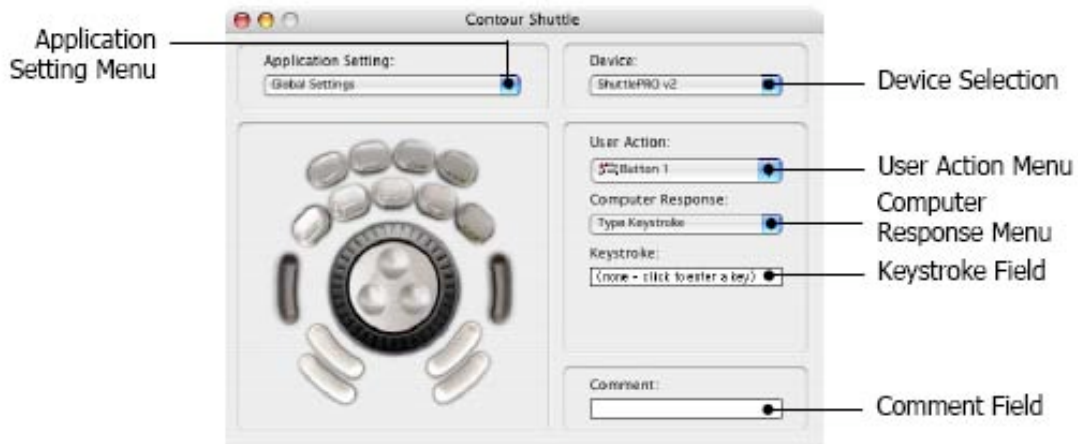 Contour Shuttle
Application
Setting Menu
Application Setting:
Global Settings
Device:
ShuttlePRO v2
Device Selection
User Action:
Button 1
User Action Menu
Computer Response:
Type Keystroke
Computer
Response Menu
Keystroke:
(none - click to enter a key)
Keystroke Field
Comment:
Comment Field